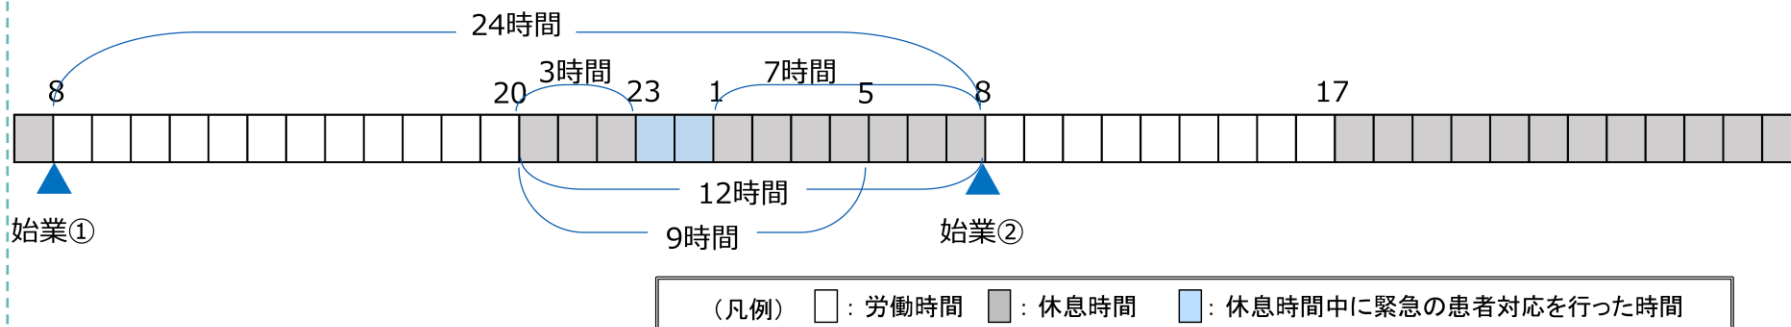 24時間
3時間
7時間
8
20
23
1
5
8
17
12時間
9時間
始業①
始業②
(凡例)
：労働時間
：休息時間
：休息時間中に緊急の患者対応を行った時間